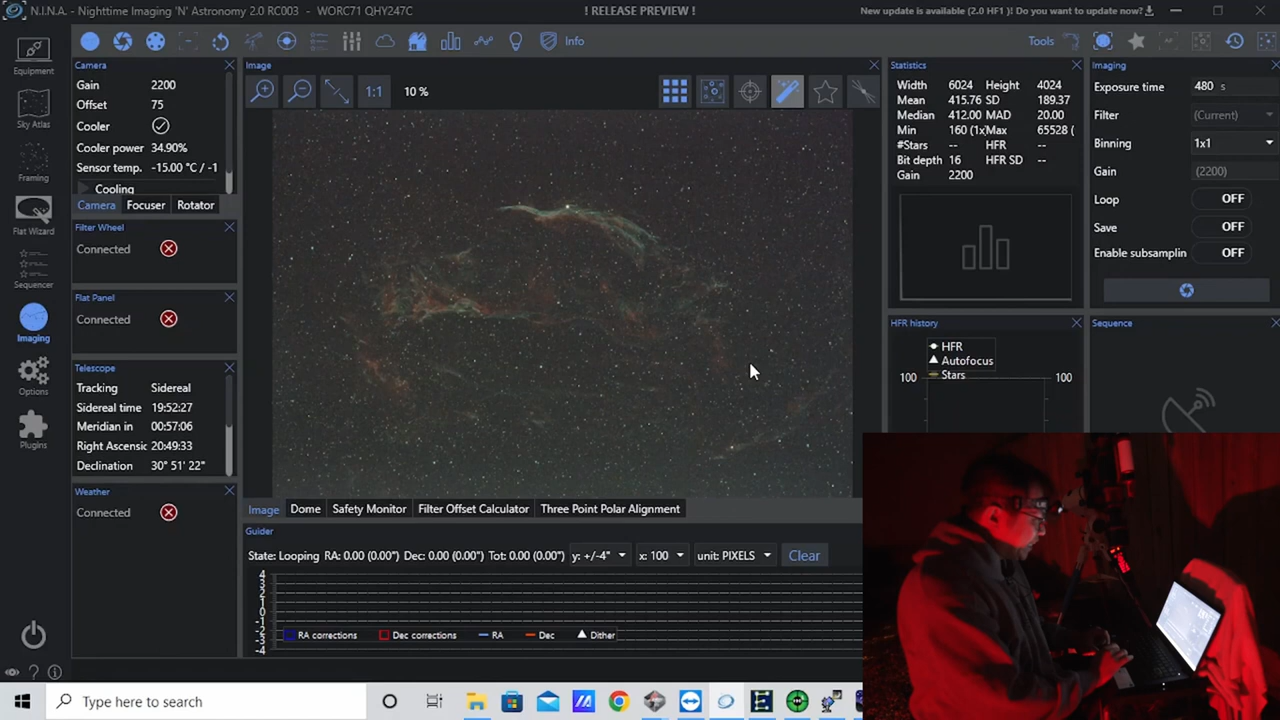 N.I.N.A. - Nighttime Imaging 'N' Astronomy 2.0 RC003 - WORC71 QHY247C
! RELEASE PREVIEW !
New update is available (2.0 HF1 )! Do you want to update now?
Info
Tools
Equipment
Sky Atlas
Framing
Flat Wizard
Sequencer
Imaging
Options
Plugins
Camera
Gain 2200
Offset 75
Cooler
Cooler power 34.90%
Sensor temp. -15.00 °C / -1
Cooling
Camera Focuser Rotator
Filter Wheel
Connected
Flat Panel
Connected
Telescope
Tracking Sidereal
Sidereal time 19:52:27
Meridian in 00:57:06
Right Ascensic 20:49:33
Declination 30° 51' 22"
Weather
Connected
Image
1:1 10 %
Image Dome Safety Monitor Filter Offset Calculator Three Point Polar Alignment
Guider
State: Looping RA: 0.00 (0.00") Dec: 0.00 (0.00") Tot: 0.00 (0.00") y: +/-4" x: 100 unit: PIXELS Clear
4
3
2
1
0
-1
-2
-3
-4
RA corrections Dec corrections RA Dec Dither
Statistics
Width 6024 Height 4024
Mean 415.76 SD 189.37
Median 412.00 MAD 20.00
Min 160 (1x Max 65528 (
#Stars -- HFR --
Bit depth 16 HFR SD --
Gain 2200
HFR history
HFR
Autofocus
Stars
100 100
Imaging
Exposure time 480 s
Filter (Current)
Binning 1x1
Gain (2200)
Loop OFF
Save OFF
Enable subsamplin OFF
Sequence
Type here to search